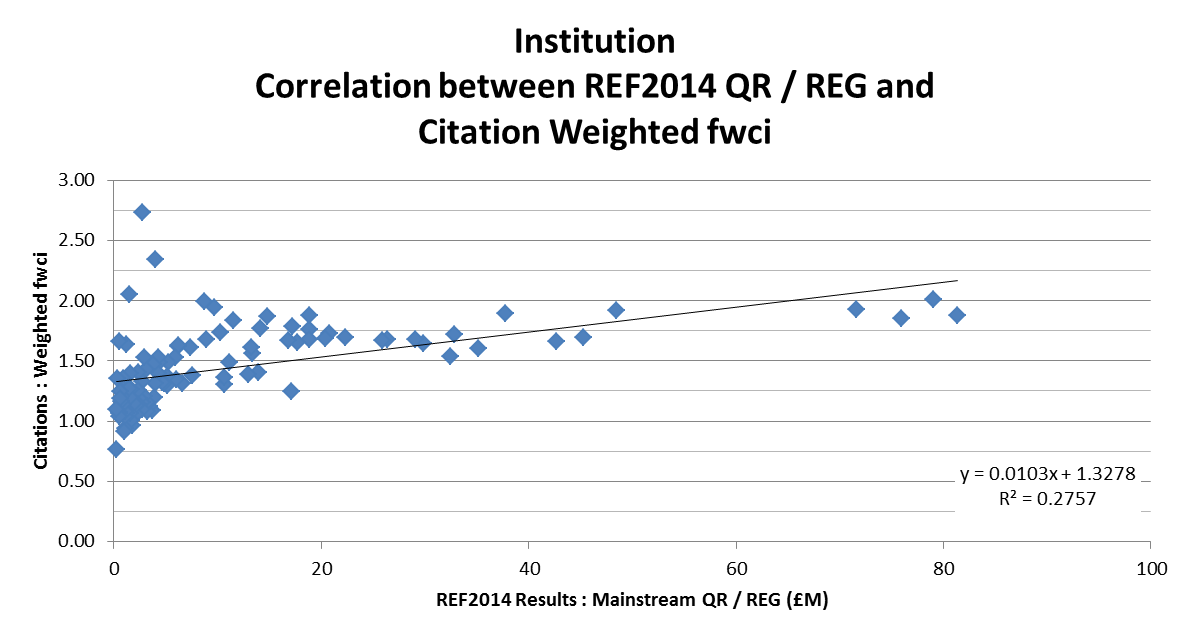 Institution
Correlation between REF2014 QR / REG and
Citation Weighted fwci
3.00
2.50
2.00
1.50
1.00
0.50
0.00
Citations : Weighted fwci
y = 0.0103x + 1.3278
R² = 0.2757
0 20 40 60 80 100
REF2014 Results : Mainstream QR / REG (£M)